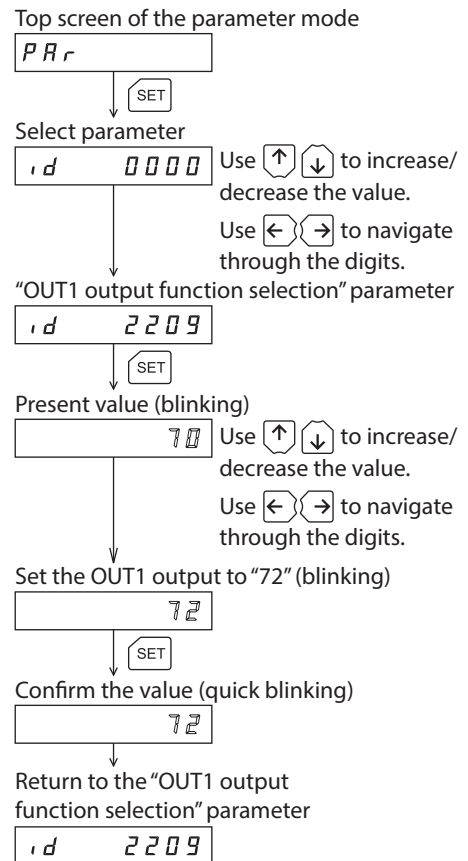 Top screen of the parameter mode
PAr
SET
Select parameter
id 0000
Use ↑ ↓ to increase/
decrease the value.
Use ← → to navigate
through the digits.
“OUT1 output function selection” parameter
id 2209
SET
Present value (blinking)
70
Use ↑ ↓ to increase/
decrease the value.
Use ← → to navigate
through the digits.
Set the OUT1 output to “72” (blinking)
72
SET
Confirm the value (quick blinking)
72
Return to the “OUT1 output
function selection” parameter
id 2209